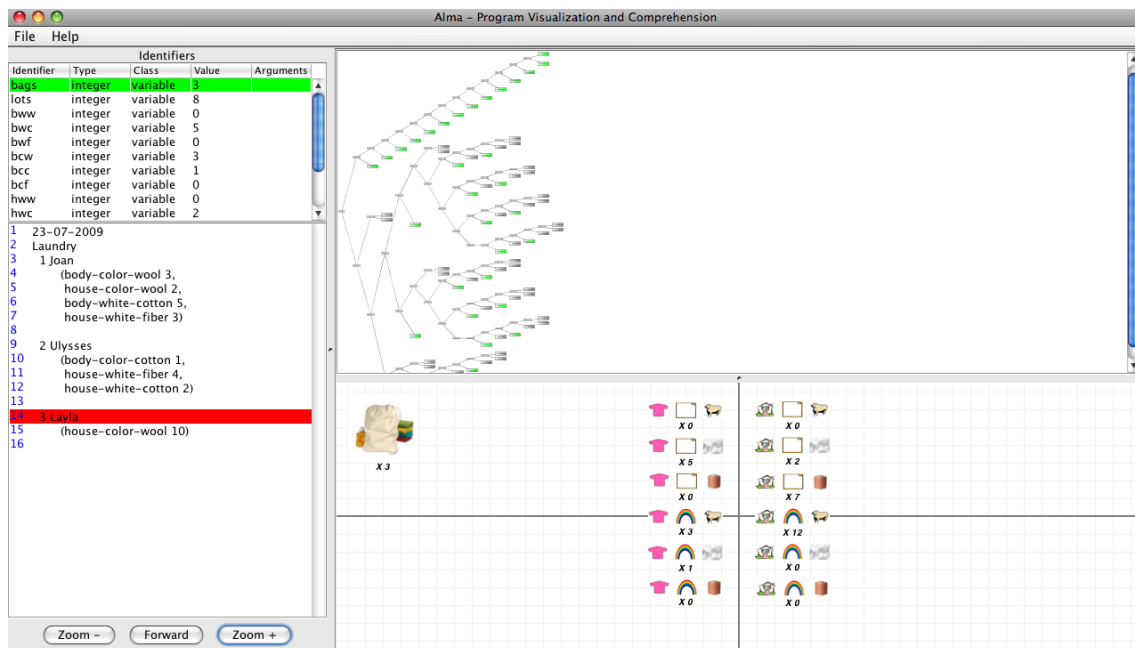 Alma - Program Visualization and Comprehension
File Help
Identifiers
Identifier Type Class Value Arguments
bags integer variable 3
lots integer variable 8
bww integer variable 0
bwc integer variable 5
bwf integer variable 0
bcw integer variable 3
bcc integer variable 1
bcf integer variable 0
hww integer variable 0
hwc integer variable 2
1 23-07-2009
2 Laundry
3 1 Joan
4 (body-color-wool 3,
5 house-color-wool 2,
6 body-white-cotton 5,
7 house-white-fiber 3)
8
9 2 Ulysses
10 (body-color-cotton 1,
11 house-white-fiber 4,
12 house-white-cotton 2)
13
14 3 Layla
15 (house-color-wool 10)
16
Zoom - Forward Zoom +
X 3
X 0 X 0
X 5 X 2
X 0 X 7
X 3 X 12
X 1 X 0
X 0 X 0